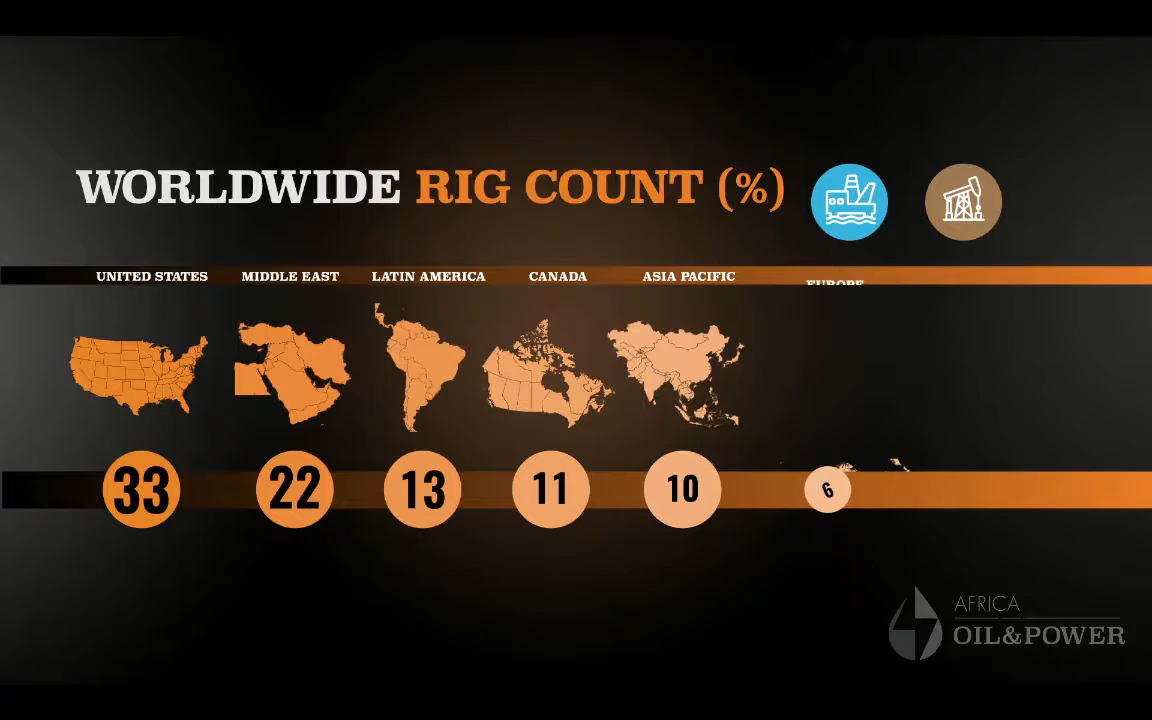 WORLDWIDE RIG COUNT (%)
UNITED STATES MIDDLE EAST LATIN AMERICA CANADA ASIA PACIFIC EUROPE
33 22 13 11 10 6
AFRICA
OIL&POWER